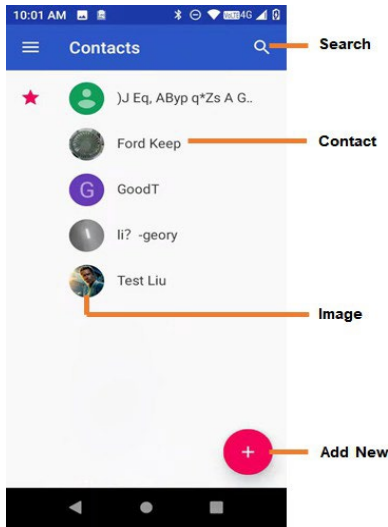 10:01 AM
4G
Contacts
Search
)J Eq, AByp q*Zs A G..
Ford Keep
Contact
G
GoodT
li? -geory
Test Liu
Image
+
Add New